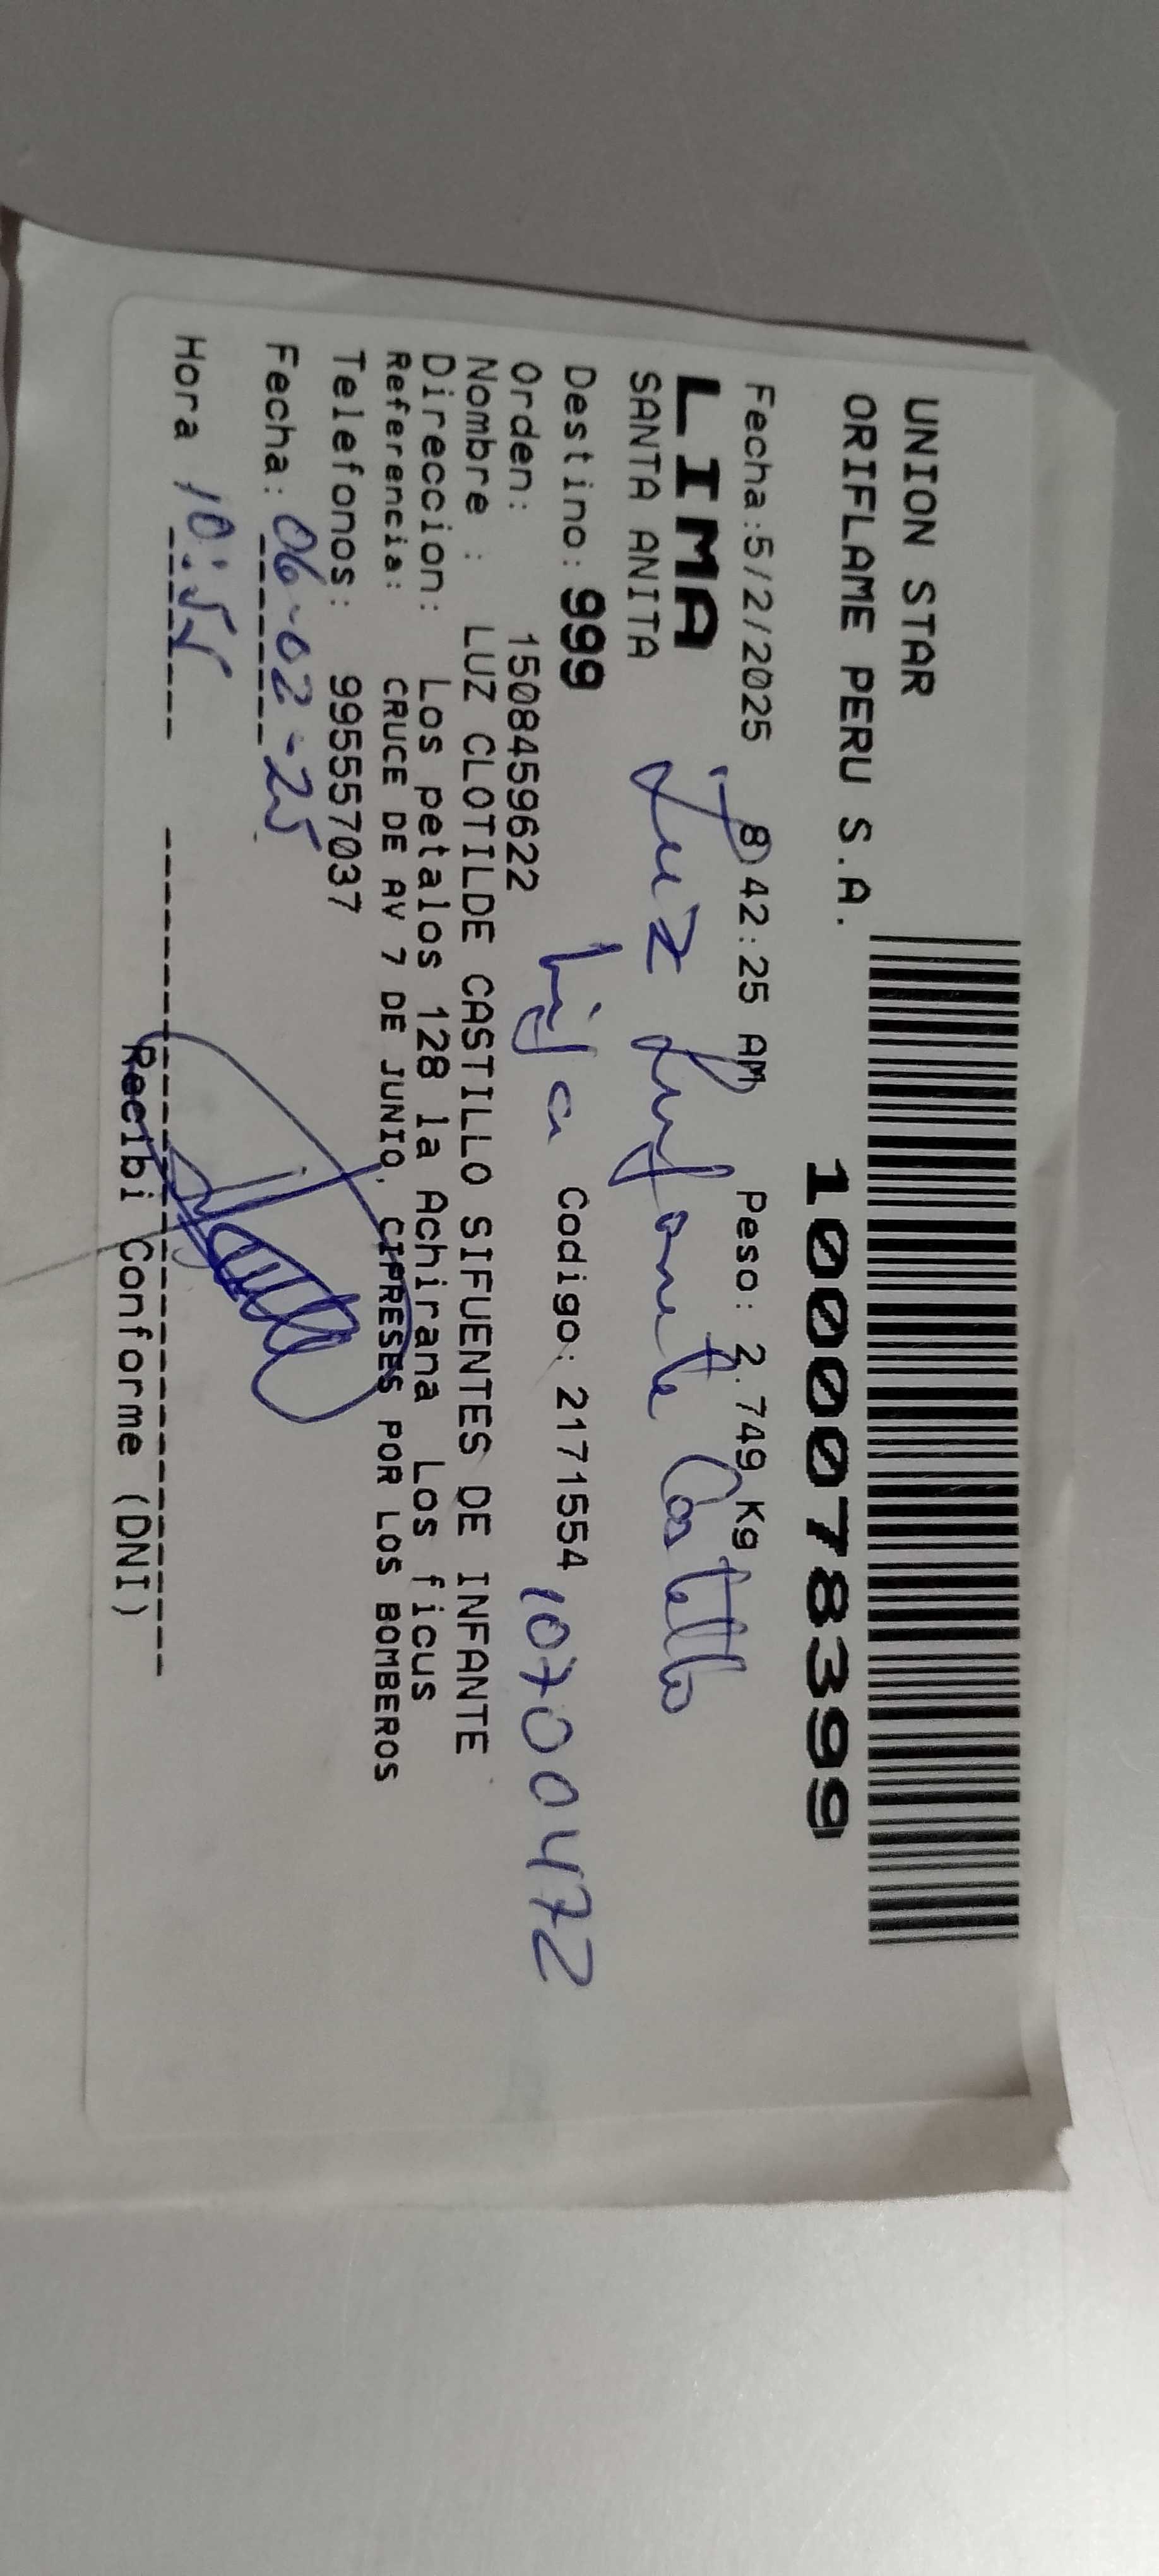 UNION STAR
ORIFLAME PERU S.A.
1000078399
Fecha:5/2/2025 8:42:25 AM Peso: 2.749 Kg
LIMA
SANTA ANITA
Luz Infante Castillo
Destino: 999 Codigo: 2171554
hija 10700472
Orden: 1508459622
Nombre : LUZ CLOTILDE CASTILLO SIFUENTES DE INFANTE
Direccion: Los petalos 128 la Achirana Los ficus
Referencia: CRUCE DE AV 7 DE JUNIO, CIPRESES POR LOS BOMBEROS
Telefonos: 995557037
Fecha: 06-02-25
Hora 10:55
Recibi Conforme (DNI)